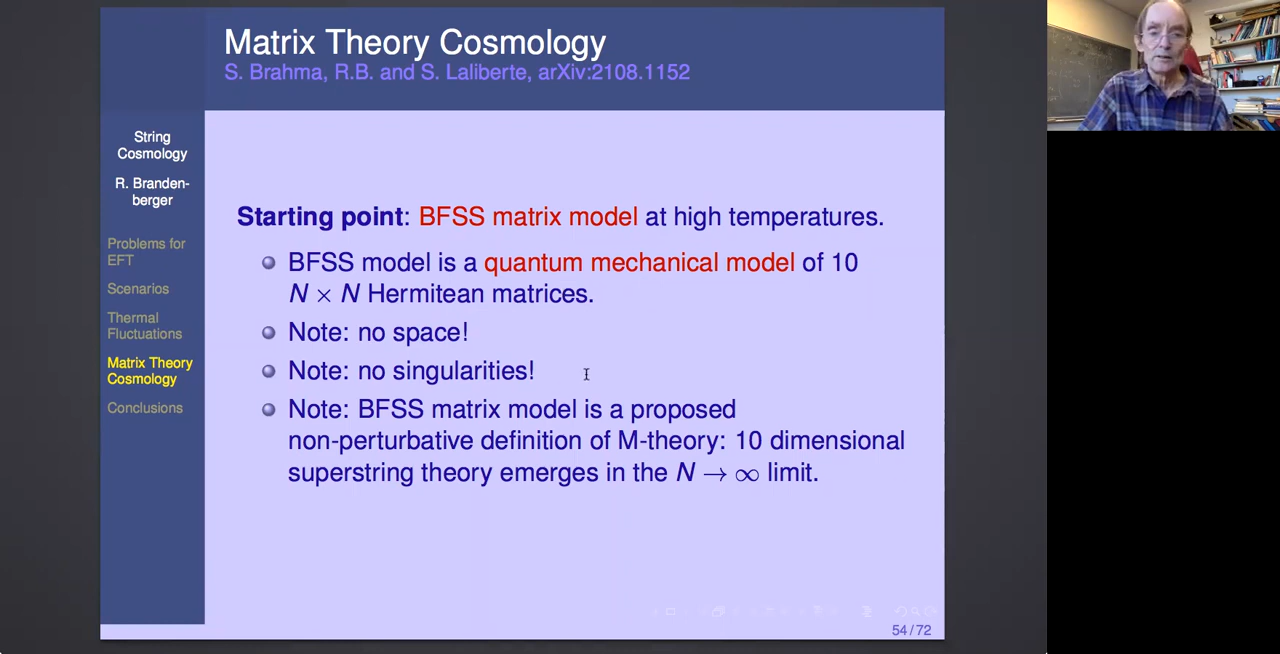 Matrix Theory Cosmology
S. Brahma, R.B. and S. Laliberte, arXiv:2108.1152
String
Cosmology
R. Branden-
berger
Problems for
EFT
Scenarios
Thermal
Fluctuations
Matrix Theory
Cosmology
Conclusions
Starting point: BFSS matrix model at high temperatures.
BFSS model is a quantum mechanical model of 10
N × N Hermitean matrices.
Note: no space!
Note: no singularities!
Note: BFSS matrix model is a proposed
non-perturbative definition of M-theory: 10 dimensional
superstring theory emerges in the N → ∞ limit.
54/72